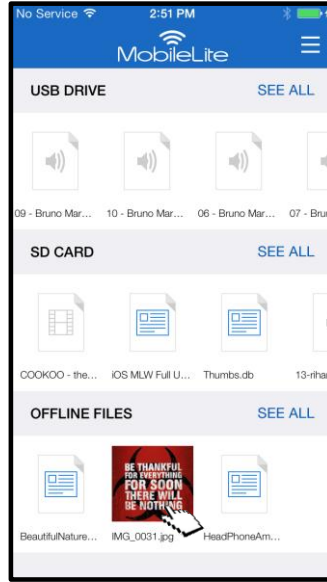 No Service 2:51 PM
MobileLite
USB DRIVE SEE ALL
09 - Bruno Mar... 10 - Bruno Mar... 06 - Bruno Mar... 07 - Bru
SD CARD SEE ALL
COOKOO - the... iOS MLW Full U... Thumbs.db 13-rihan
OFFLINE FILES SEE ALL
BE THANKFUL
FOR EVERYTHING
FOR SOON
THERE WILL
BE NOTHING
BeautifulNature... IMG_0031.jpg HeadPhoneAm...